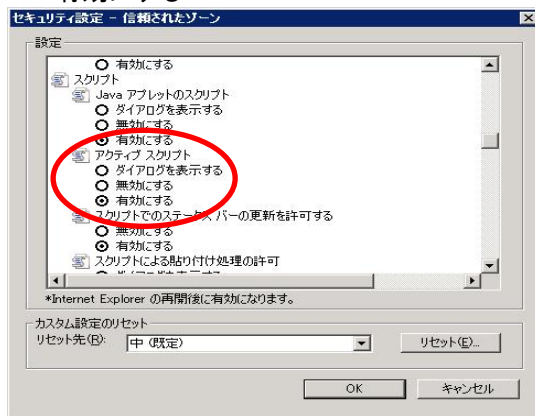 セキュリティ設定 - 信頼されたゾーン
設定
有効にする
スクリプト
Java アプレットのスクリプト
ダイアログを表示する
無効にする
有効にする
アクティブ スクリプト
ダイアログを表示する
無効にする
有効にする
スクリプトでのステータス バーの更新を許可する
無効にする
有効にする
スクリプトによる貼り付け処理の許可
*Internet Explorer の再開後に有効になります。
カスタム設定のリセット
リセット先(R): 中 (既定) リセット(E)...
OK キャンセル